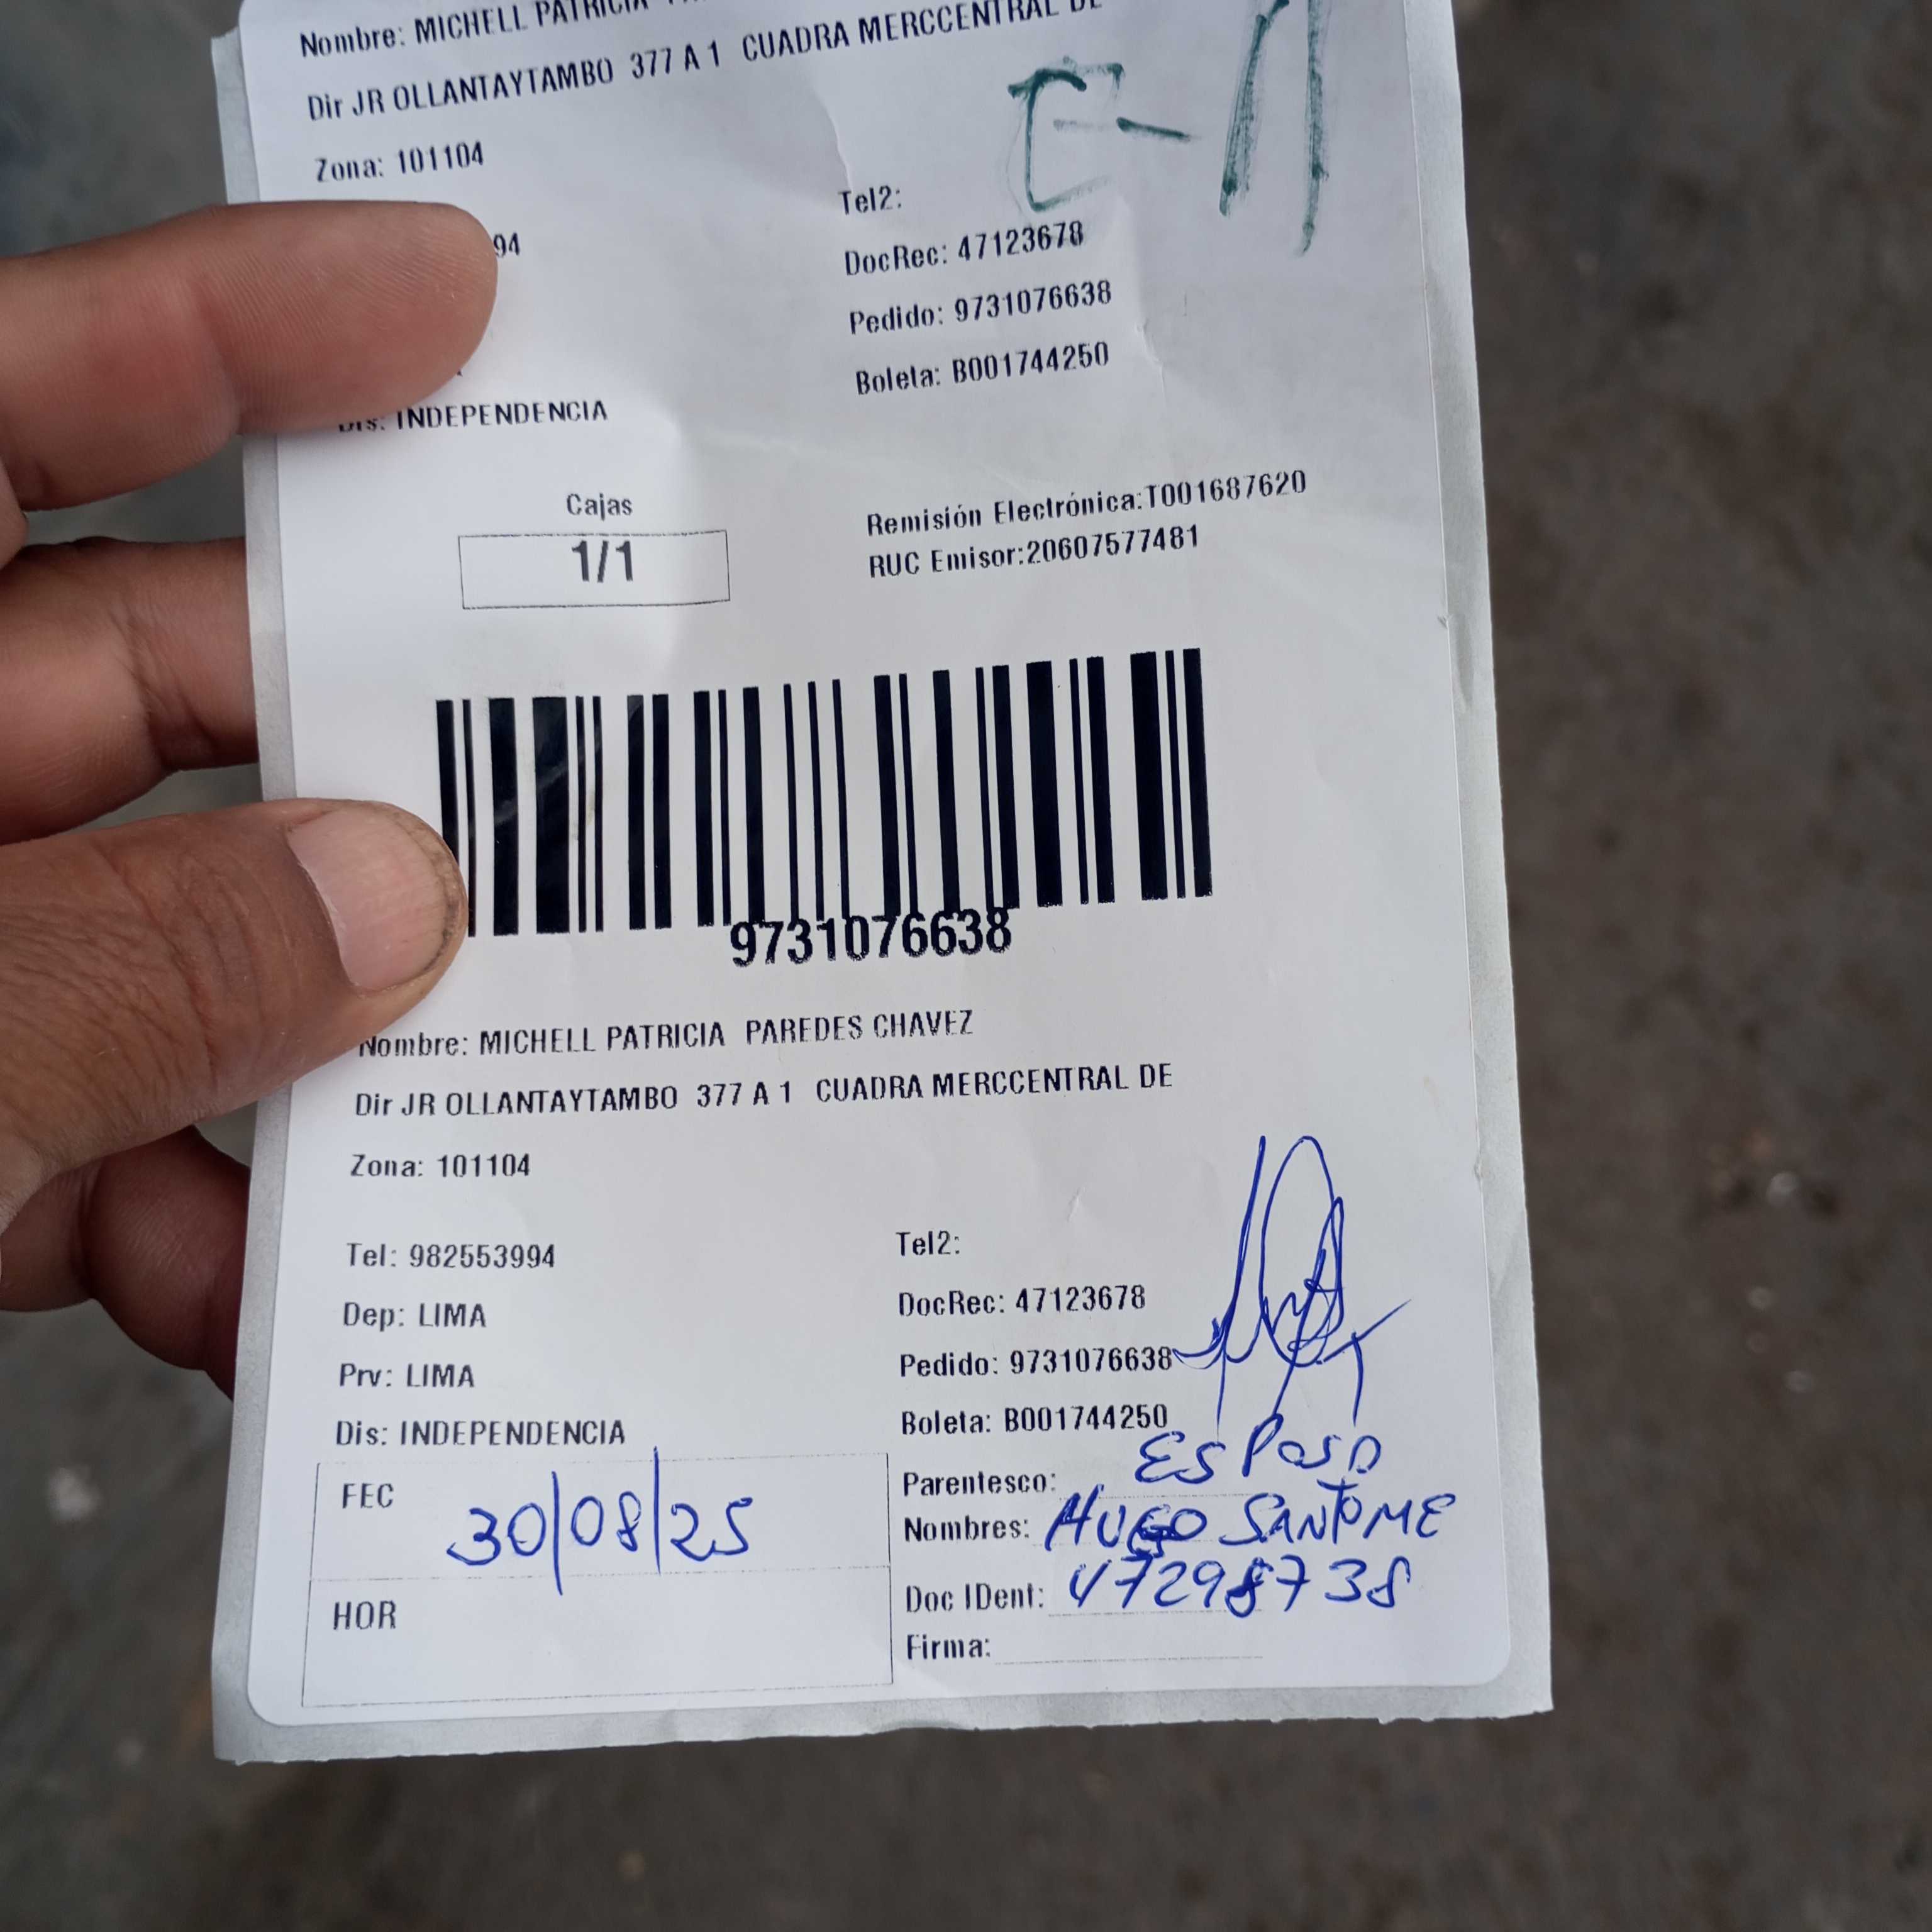 Nombre: MICHELL PATRICIA
Dir JR OLLANTAYTAMBO 377 A 1 CUADRA MERCCENTRAL DE
Zona: 101104
94
Tel2:
DocRec: 47123678
Pedido: 9731076638
Boleta: B001744250
Dis: INDEPENDENCIA
Cajas
1/1
Remisión Electrónica:T001687620
RUC Emisor:20607577481
9731076638
Nombre: MICHELL PATRICIA PAREDES CHAVEZ
Dir JR OLLANTAYTAMBO 377 A 1 CUADRA MERCCENTRAL DE
Zona: 101104
Tel: 982553994
Dep: LIMA
Prv: LIMA
Dis: INDEPENDENCIA
Tel2:
DocRec: 47123678
Pedido: 9731076638
Boleta: B001744250
FEC 30/08/25
HOR
Parentesco: ESPOSO
Nombres: HUGO SANTOME
Doc IDent: 47298738
Firma: